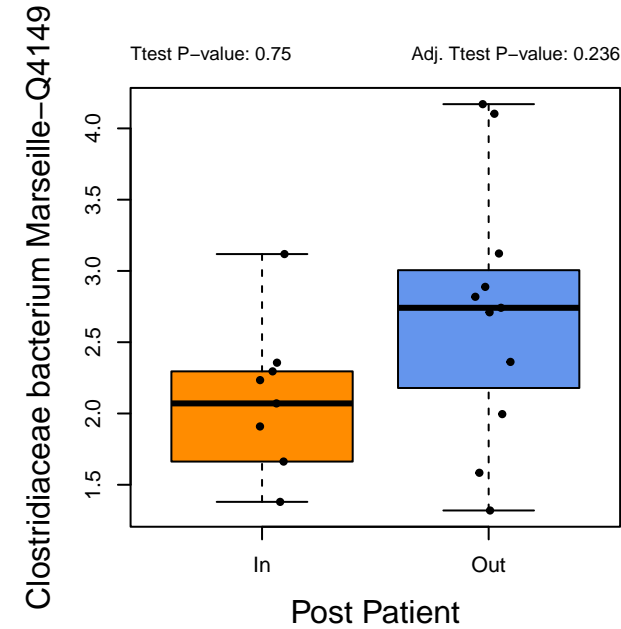 Ttest P−value: 0.75
Adj. Ttest P−value: 0.236
Clostridiaceae bacterium Marseille−Q4149
4.0
3.5
3.0
2.5
2.0
1.5
In
Out
Post Patient